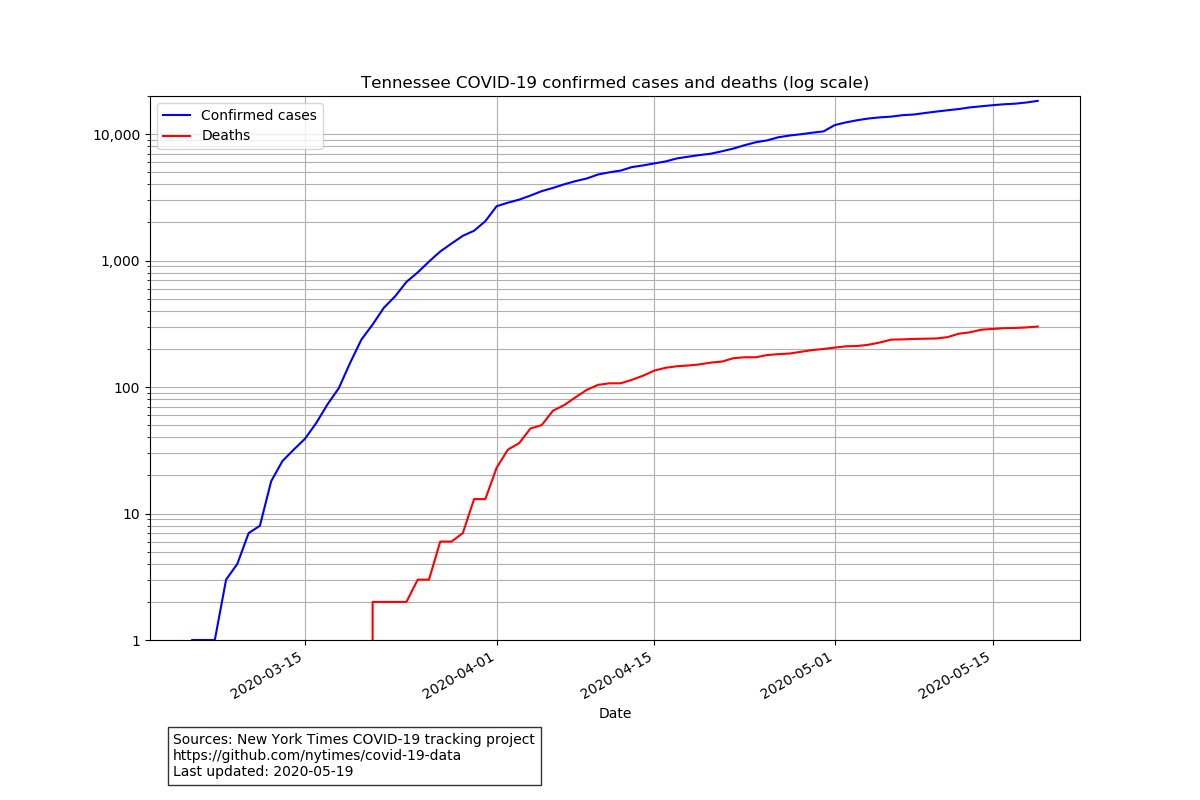 Tennessee COVID-19 confirmed cases and deaths (log scale)
Confirmed cases
Deaths
10,000
1,000
100
10
1
2020-03-15
2020-04-01
2020-04-15
2020-05-01
2020-05-15
Date
Sources: New York Times COVID-19 tracking project
https://github.com/nytimes/covid-19-data
Last updated: 2020-05-19